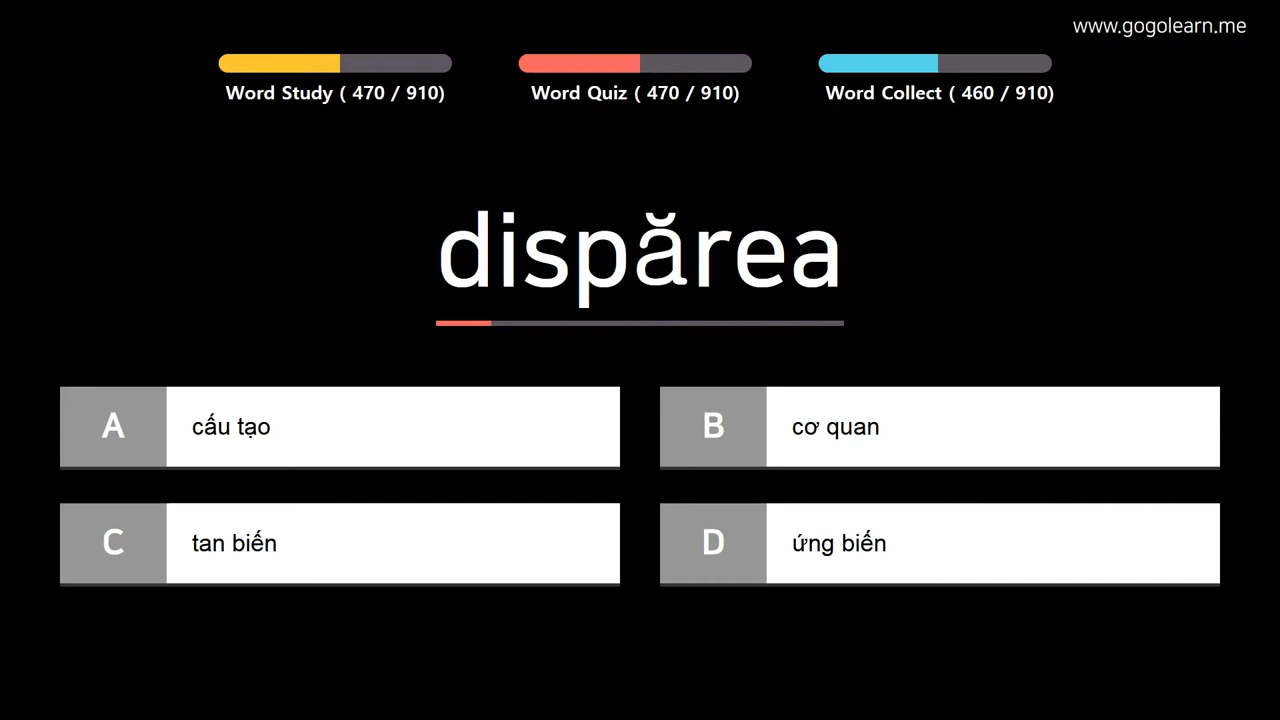 www.gogolearn.me
Word Study ( 470 / 910)
Word Quiz ( 470 / 910)
Word Collect ( 460 / 910)
dispărea
A cấu tạo
B cơ quan
C tan biến
D ứng biến